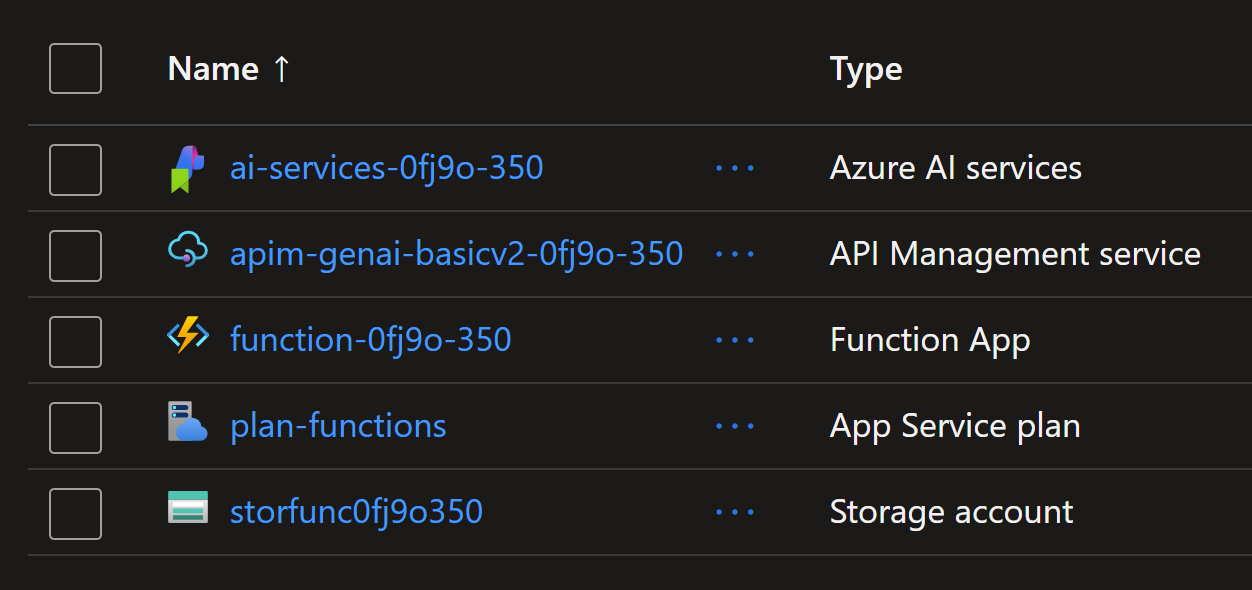 Name ↑ Type
ai-services-0fj9o-350 ··· Azure AI services
apim-genai-basicv2-0fj9o-350 ··· API Management service
function-0fj9o-350 ··· Function App
plan-functions ··· App Service plan
storfunc0fj9o350 ··· Storage account